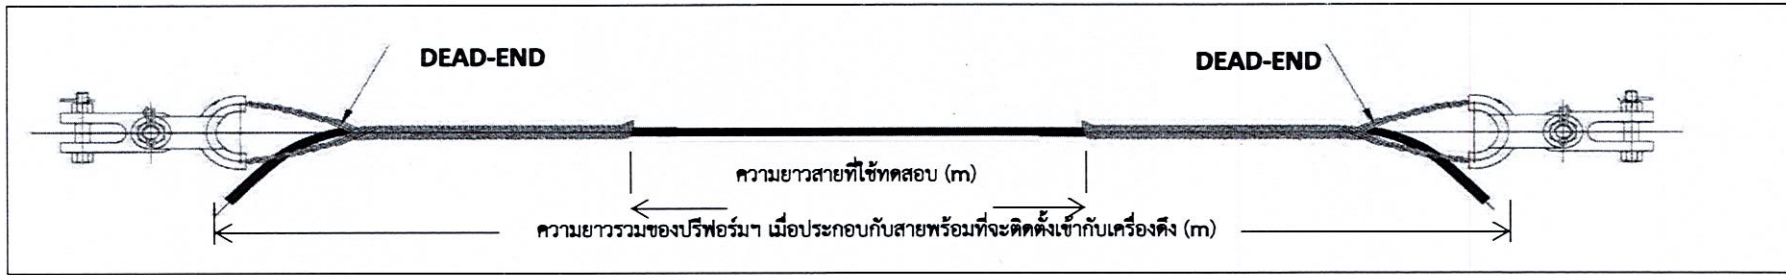 DEAD-END
DEAD-END
ความยาวสายที่ใช้ทดสอบ (m)
ความยาวรวมของปรีฟอร์มฯ เมื่อประกอบกับสายพร้อมที่จะติดตั้งเข้ากับเครื่องดึง (m)